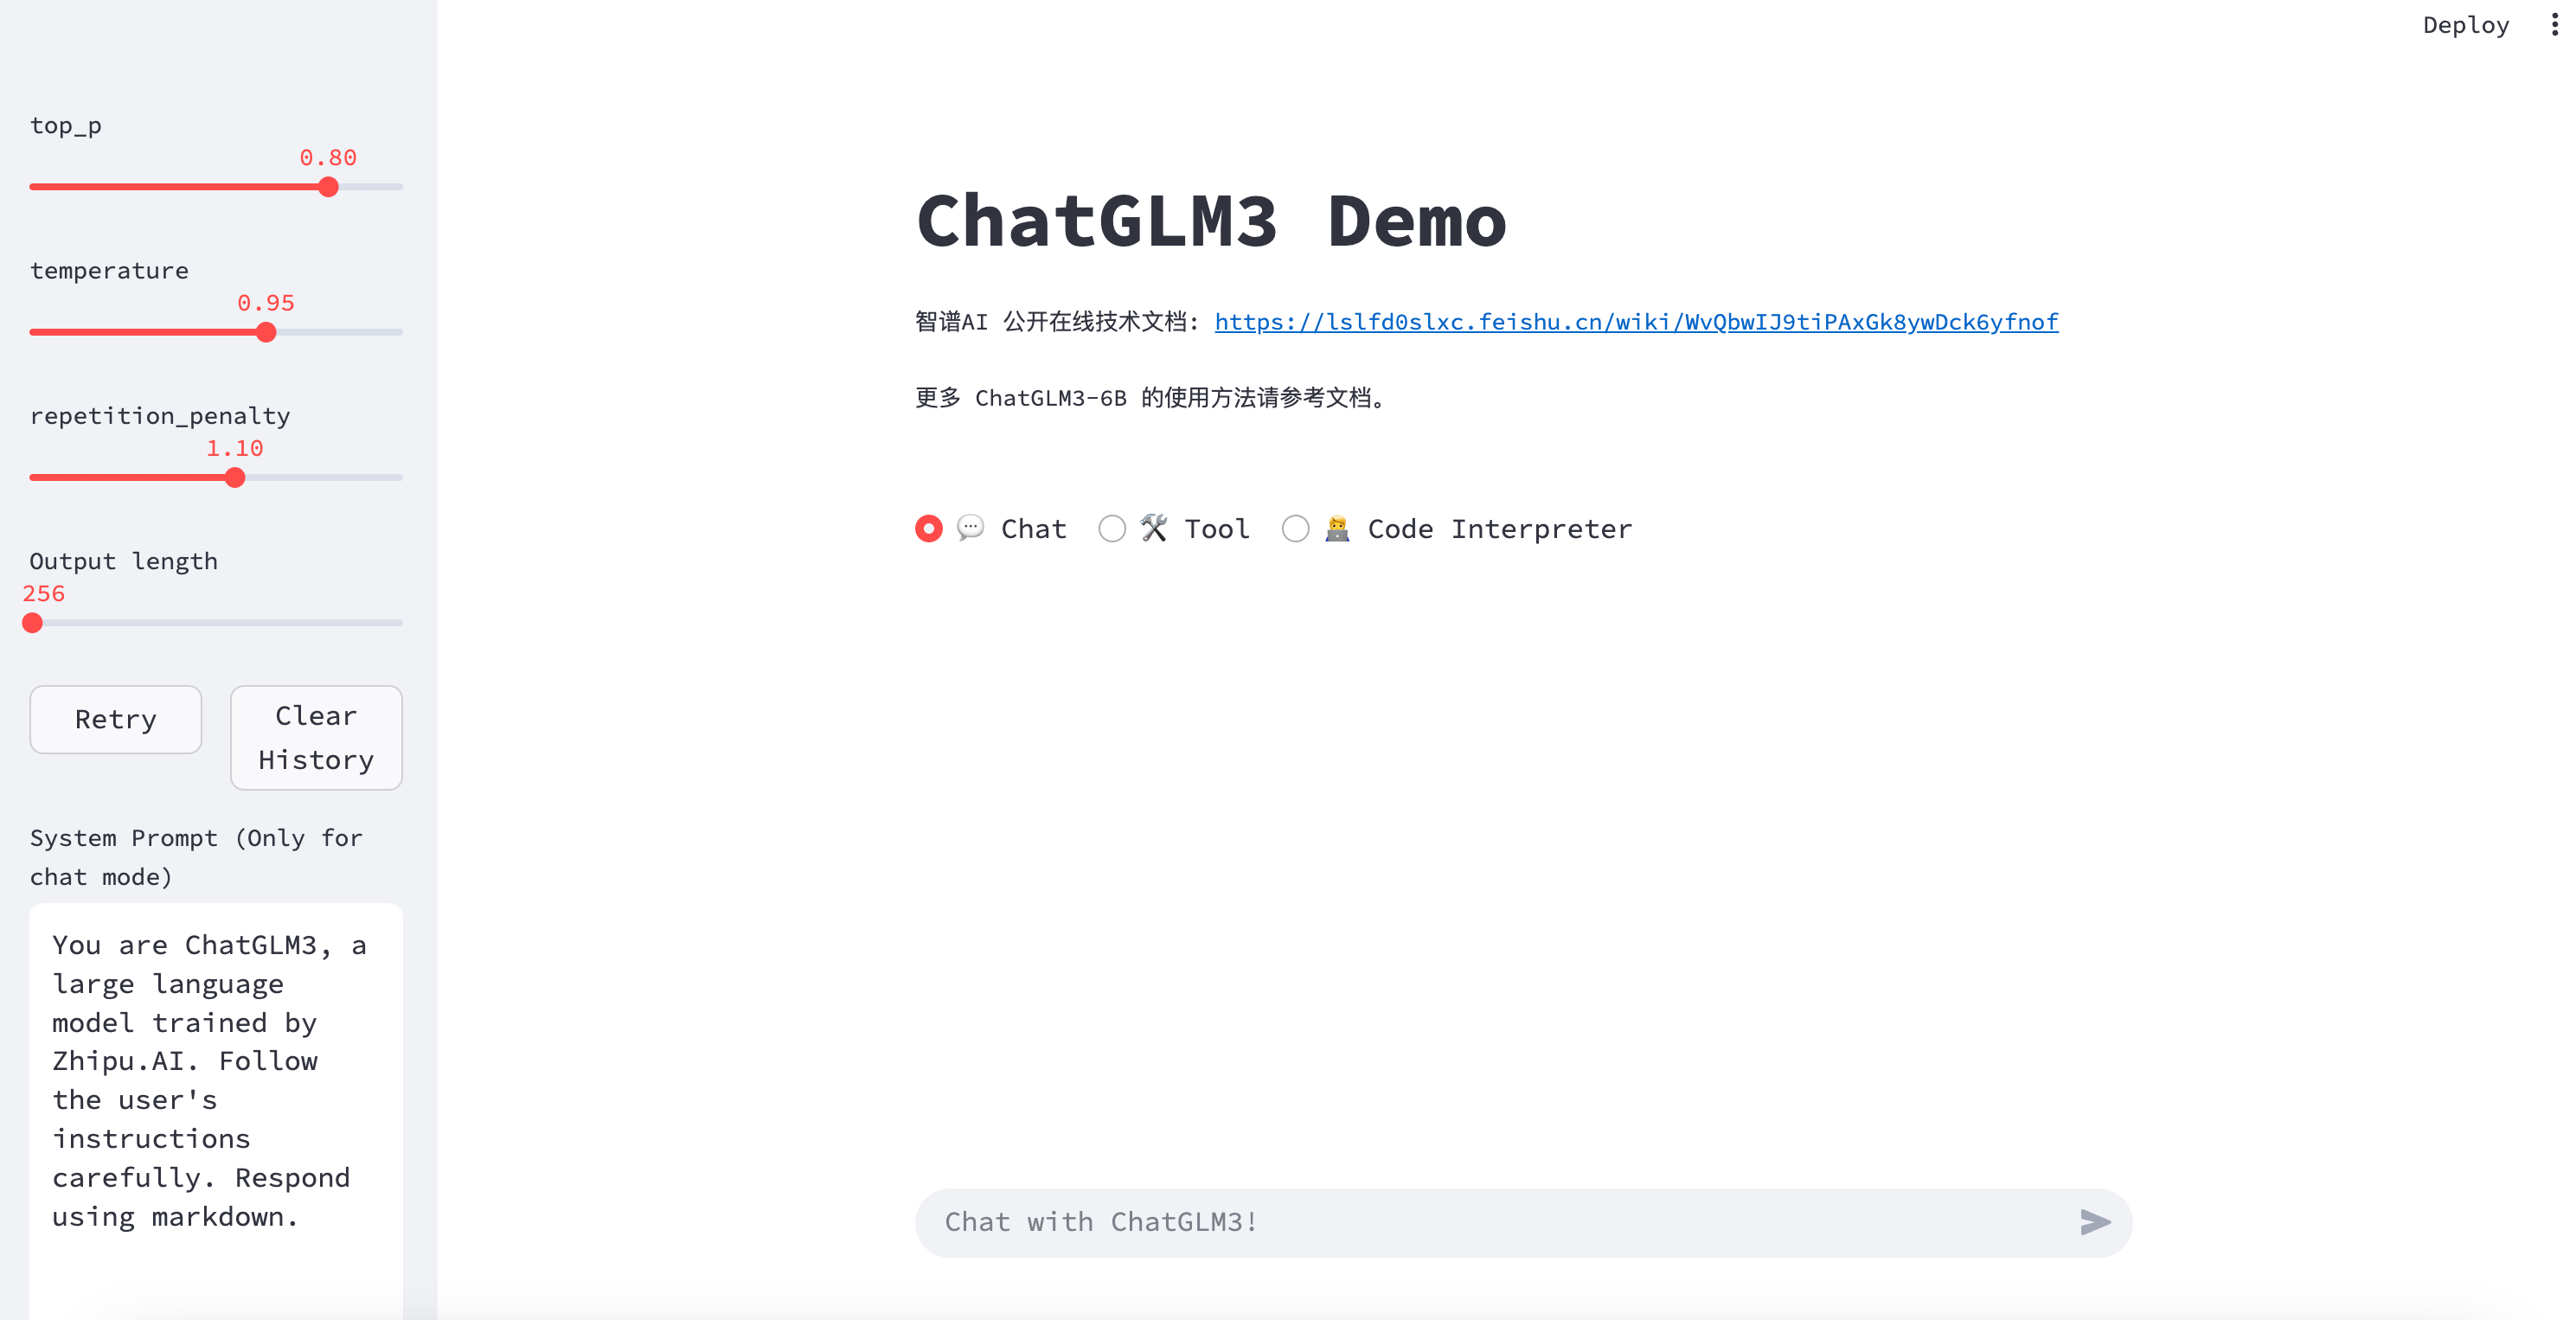 Deploy
top_p
0.80
temperature
0.95
repetition_penalty
1.10
Output length
256
Retry
Clear
History
System Prompt (Only for
chat mode)
You are ChatGLM3, a
large language
model trained by
Zhipu.AI. Follow
the user's
instructions
carefully. Respond
using markdown.
ChatGLM3 Demo
智谱AI 公开在线技术文档: https://lslfd0slxc.feishu.cn/wiki/WvQbwIJ9tiPAxGk8ywDck6yfnof
更多 ChatGLM3-6B 的使用方法请参考文档。
💬 Chat 🛠️ Tool 🧑‍💻 Code Interpreter
Chat with ChatGLM3!